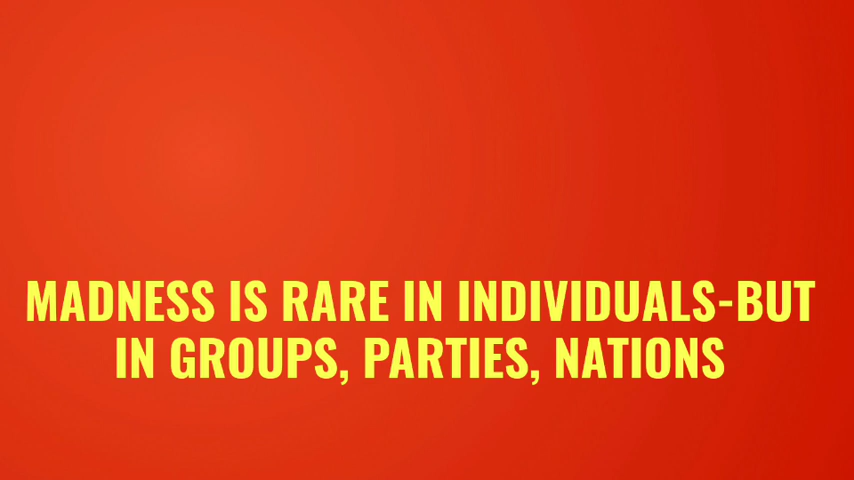 MADNESS IS RARE IN INDIVIDUALS-BUT
IN GROUPS, PARTIES, NATIONS